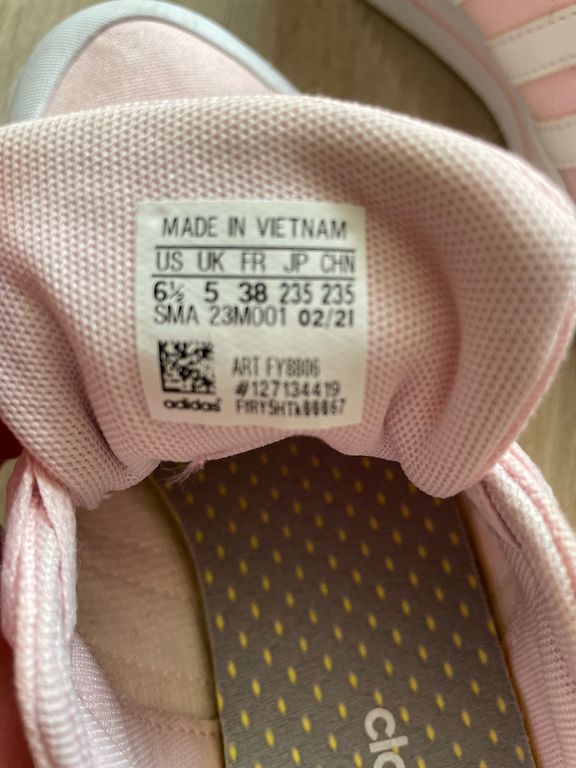 MADE IN VIETNAM
US UK FR JP CHN
6½ 5 38 235 235
SMA 23M001 02/21
ART FY8806
#127134419
adidas
clo